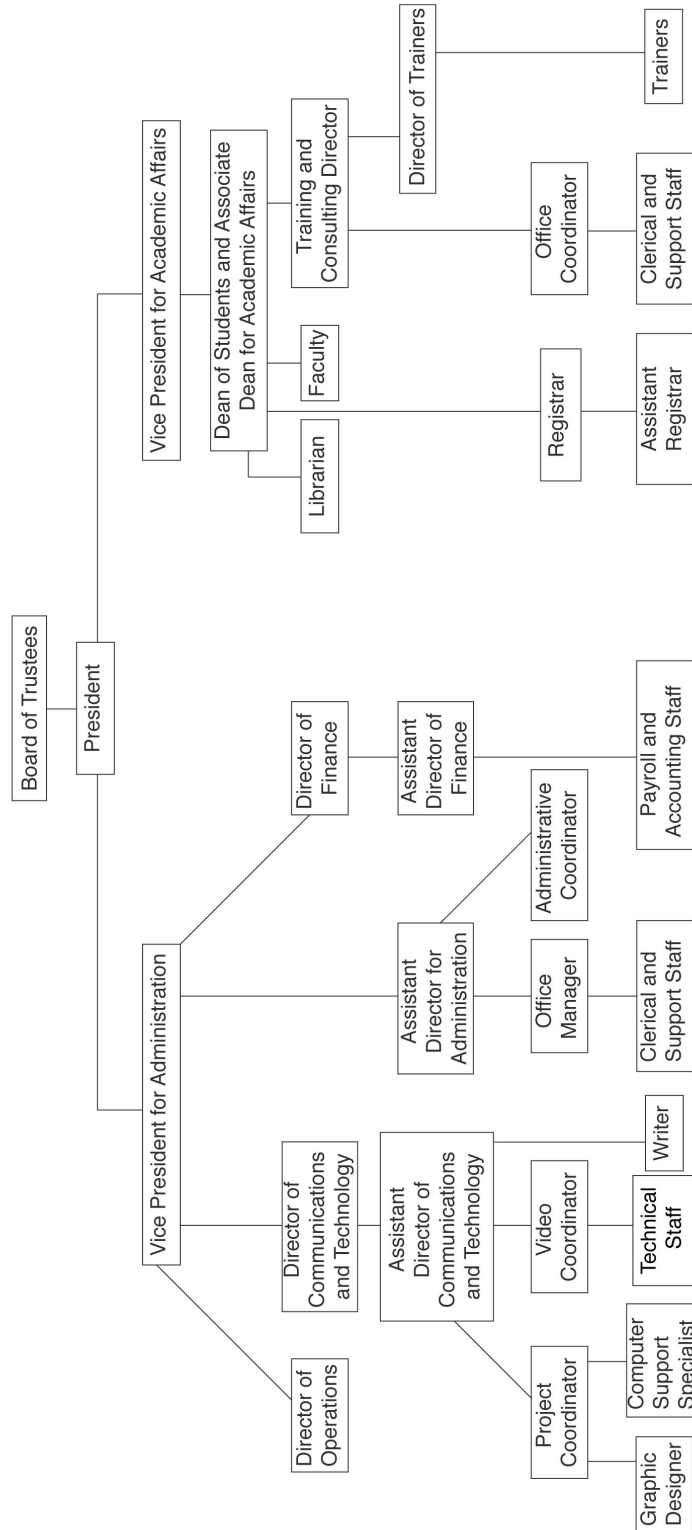 Board of Trustees
President
Vice President for Administration
Vice President for Academic Affairs
Dean of Students and Associate
Dean for Academic Affairs
Director of
Operations
Director of
Communications
and Technology
Director of
Finance
Librarian
Faculty
Training and
Consulting Director
Assistant
Director of
Communications
and Technology
Assistant
Director for
Administration
Assistant
Director of
Finance
Director of Trainers
Project
Coordinator
Video
Coordinator
Office
Manager
Administrative
Coordinator
Registrar
Office
Coordinator
Graphic
Designer
Computer
Support
Specialist
Technical
Staff
Writer
Clerical and
Support Staff
Payroll and
Accounting Staff
Assistant
Registrar
Clerical and
Support Staff
Trainers